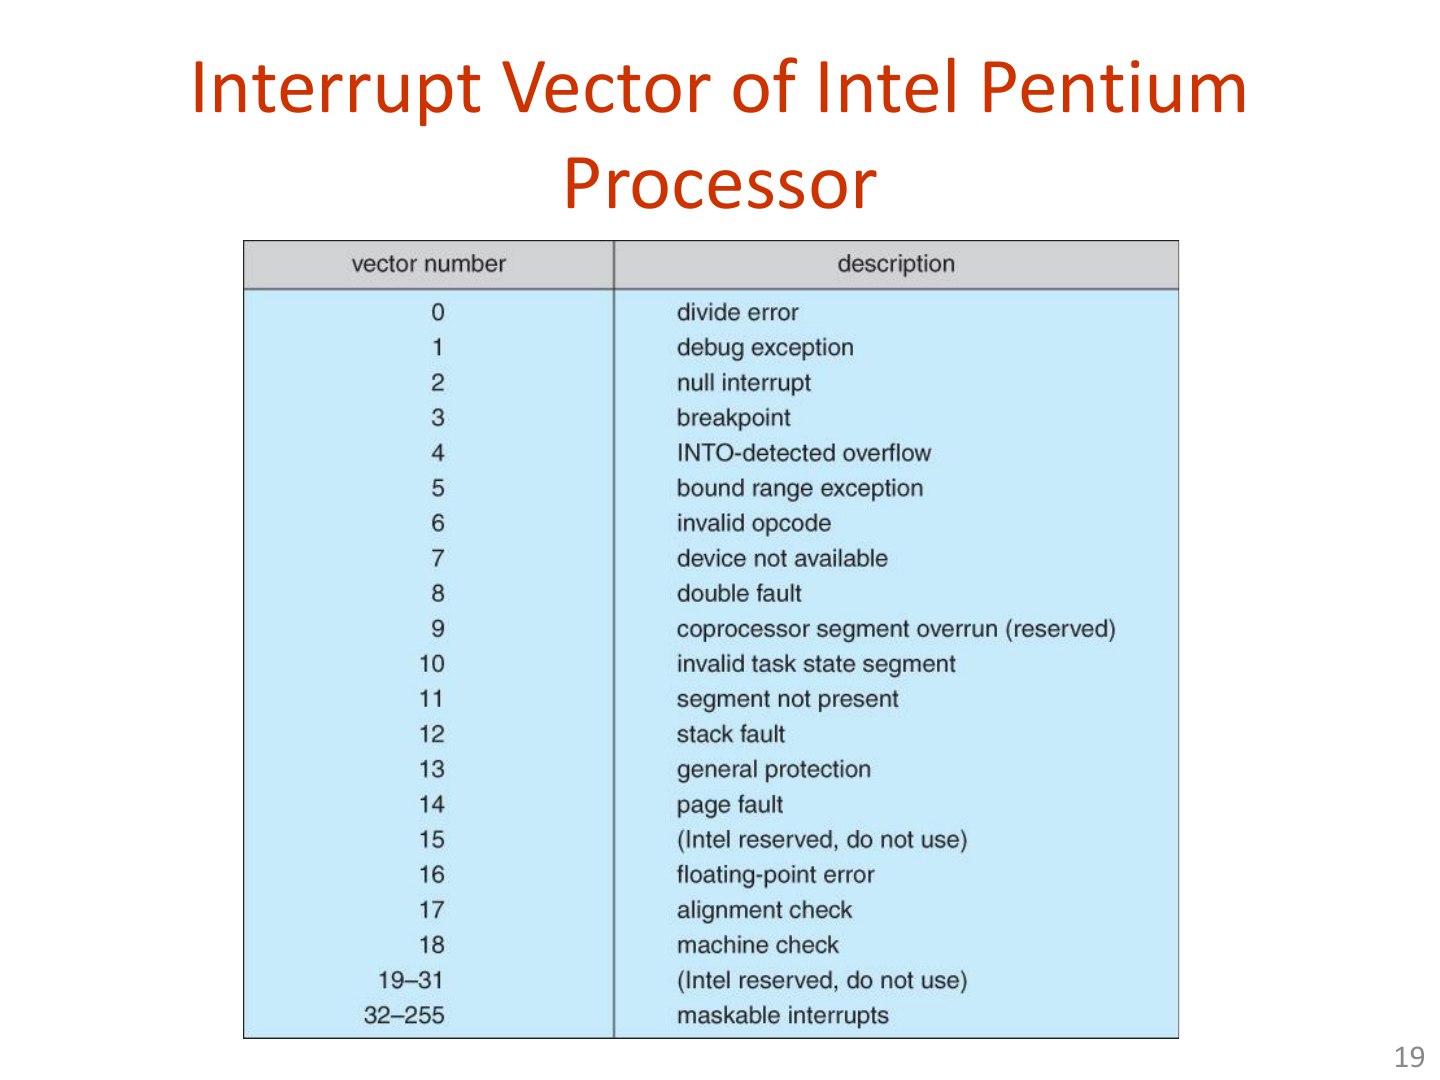 Interrupt Vector of Intel Pentium
Processor
vector number description
0 divide error
1 debug exception
2 null interrupt
3 breakpoint
4 INTO-detected overflow
5 bound range exception
6 invalid opcode
7 device not available
8 double fault
9 coprocessor segment overrun (reserved)
10 invalid task state segment
11 segment not present
12 stack fault
13 general protection
14 page fault
15 (Intel reserved, do not use)
16 floating-point error
17 alignment check
18 machine check
19–31 (Intel reserved, do not use)
32–255 maskable interrupts
19